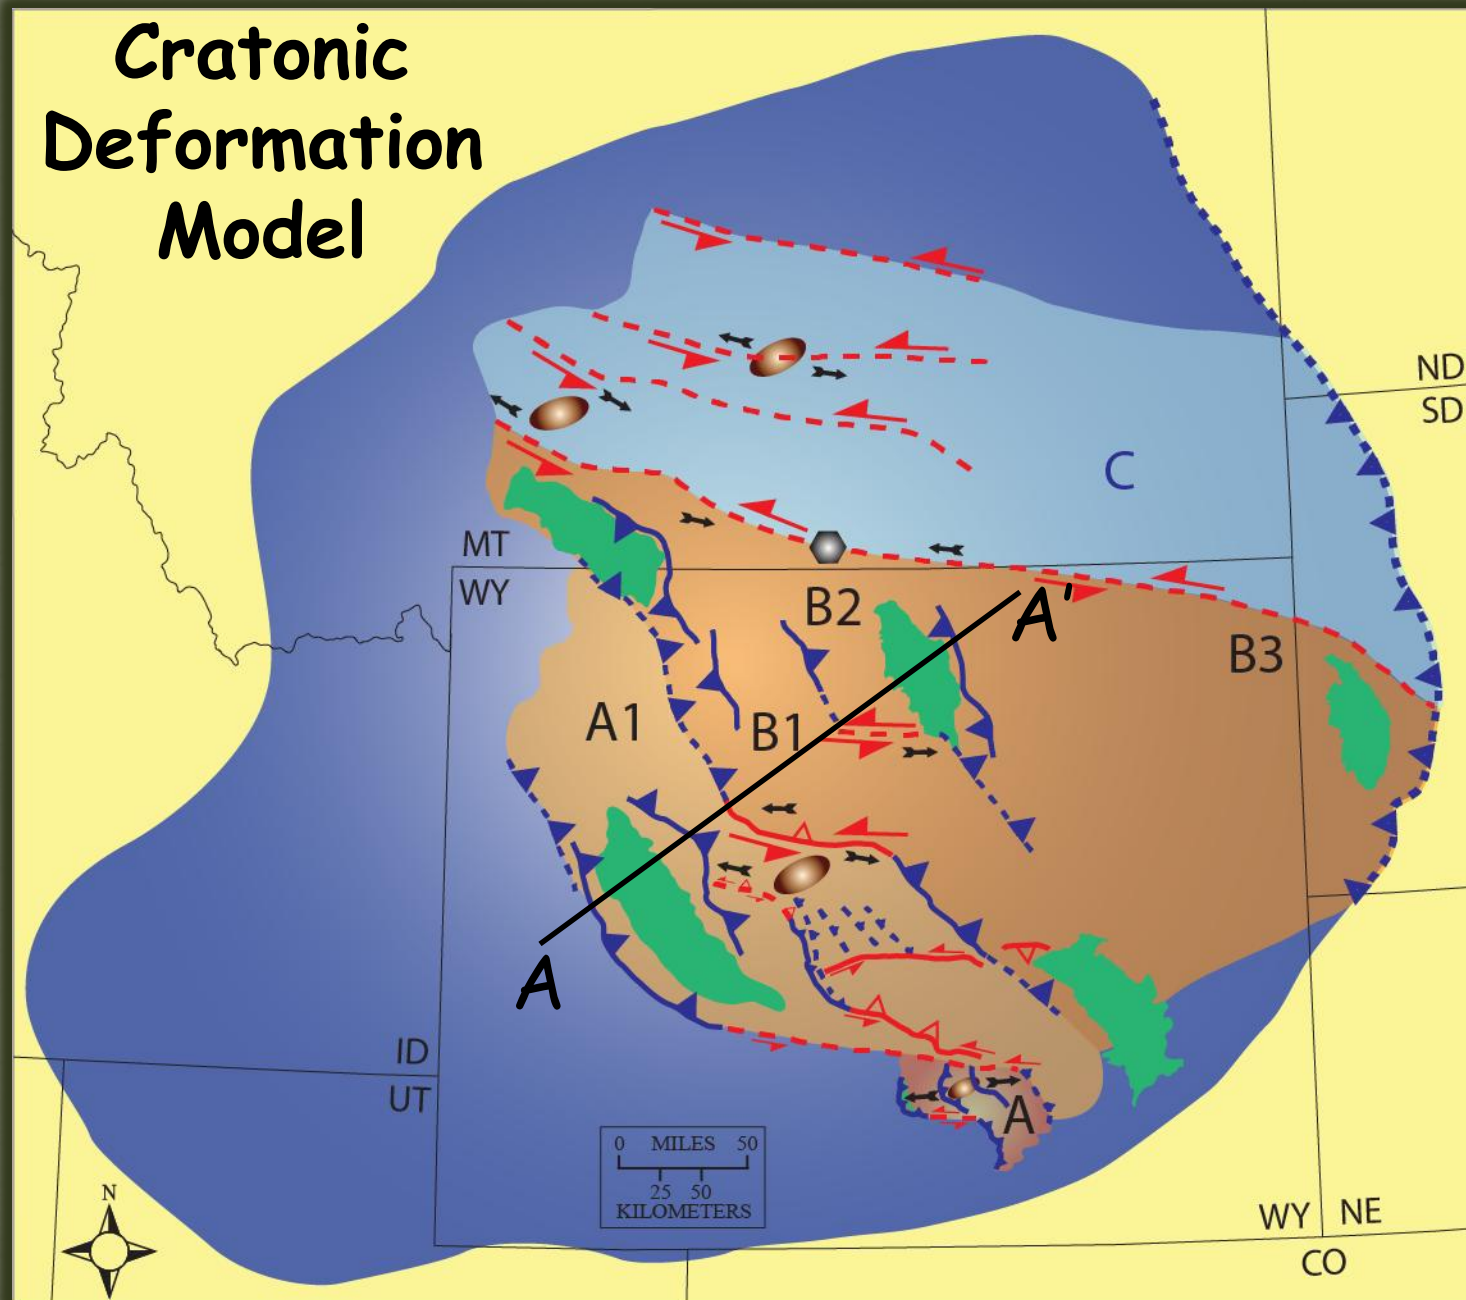 Cratonic
Deformation
Model
ND
SD
C
MT
WY
B2
A'
B3
A1
B1
A
ID
UT
A
0 MILES 50
25 50
KILOMETERS
N
WY
NE
CO